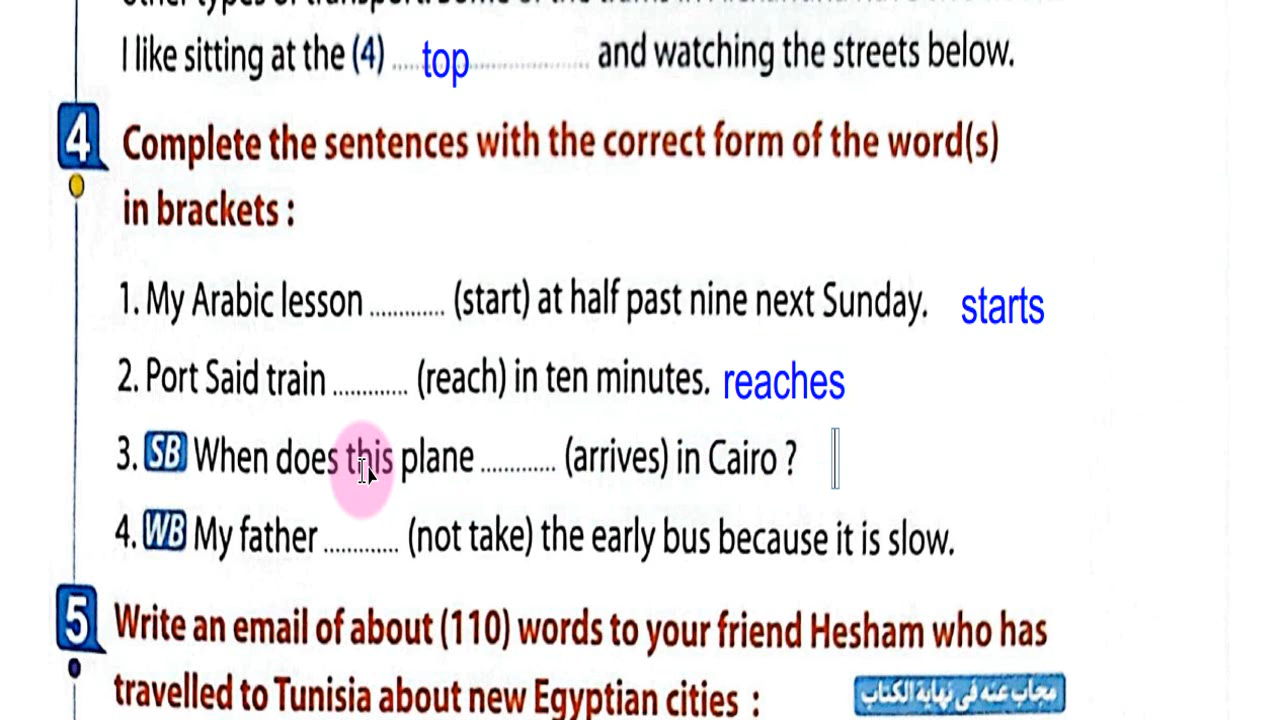 I like sitting at the (4) ..... top ..................... and watching the streets below.
4 Complete the sentences with the correct form of the word(s)
in brackets :
1. My Arabic lesson ............. (start) at half past nine next Sunday. starts
2. Port Said train ............. (reach) in ten minutes. reaches
3. SB When does this plane ............. (arrives) in Cairo ?
4. WB My father ............. (not take) the early bus because it is slow.
5 Write an email of about (110) words to your friend Hesham who has
travelled to Tunisia about new Egyptian cities :
مجاب عنه فى نهاية الكتاب